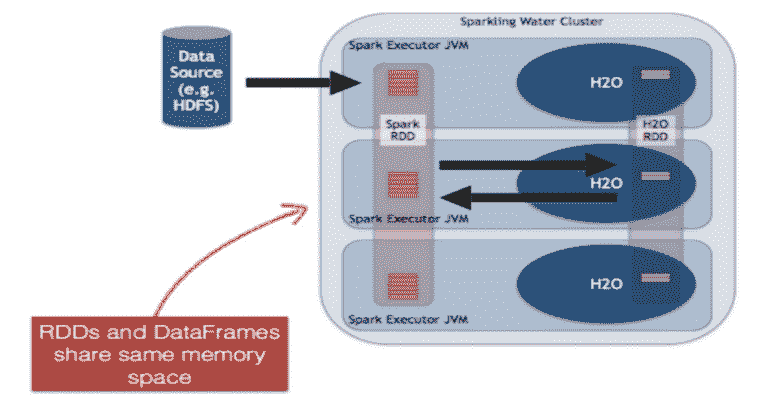 Sparkling Water Cluster
Spark Executor JVM
Data
Source
(e.g.
HDFS)
H2O
Spark
RDD
H2O
RDD
H2O
Spark Executor JVM
H2O
Spark Executor JVM
RDDs and DataFrames
share same memory
space